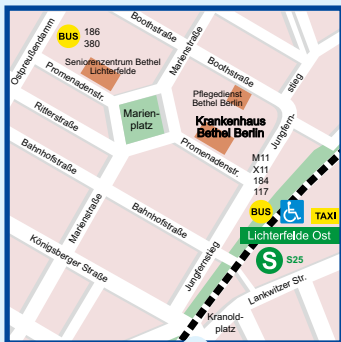 BUS
186
380
Ostpreußendamm
Seniorenzentrum Bethel
Lichterfelde
Marienstraße
Boothstraße
Promenadenstr.
Boothstraße
Pflegedienst
Bethel Berlin
Jungfern-
stieg
Ritterstraße
Marien-
platz
Krankenhaus
Bethel Berlin
Promenadenstr.
Bahnhofstraße
M11
X11
184
117
Marienstraße
Bahnhofstraße
BUS
TAXI
Lichterfelde Ost
Königsberger Straße
Jungfernstieg
S
S25
Lankwitzer Str.
Kranold-
platz